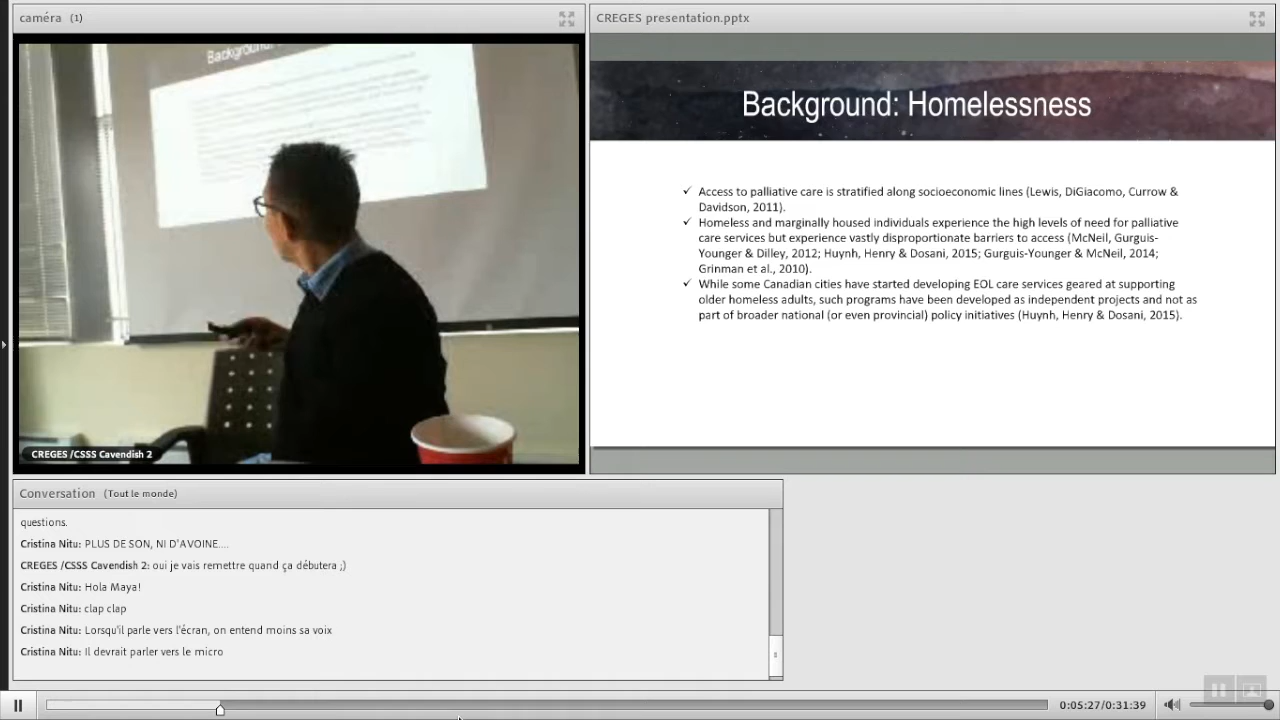 caméra (1)
CREGES presentation.pptx
Background:
CREGES /CSSS Cavendish 2
Background: Homelessness
✓ Access to palliative care is stratified along socioeconomic lines (Lewis, DiGiacomo, Currow &
Davidson, 2011).
✓ Homeless and marginally housed individuals experience the high levels of need for palliative
care services but experience vastly disproportionate barriers to access (McNeil, Gurguis-
Younger & Dilley, 2012; Huynh, Henry & Dosani, 2015; Gurguis-Younger & McNeil, 2014;
Grinman et al., 2010).
✓ While some Canadian cities have started developing EOL care services geared at supporting
older homeless adults, such programs have been developed as independent projects and not as
part of broader national (or even provincial) policy initiatives (Huynh, Henry & Dosani, 2015).
Conversation (Tout le monde)
questions.
Cristina Nitu: PLUS DE SON, NI D'AVOINE....
CREGES /CSSS Cavendish 2: oui je vais remettre quand ça débutera ;)
Cristina Nitu: Hola Maya!
Cristina Nitu: clap clap
Cristina Nitu: Lorsqu'il parle vers l'écran, on entend moins sa voix
Cristina Nitu: Il devrait parler vers le micro
0:05:27/0:31:39